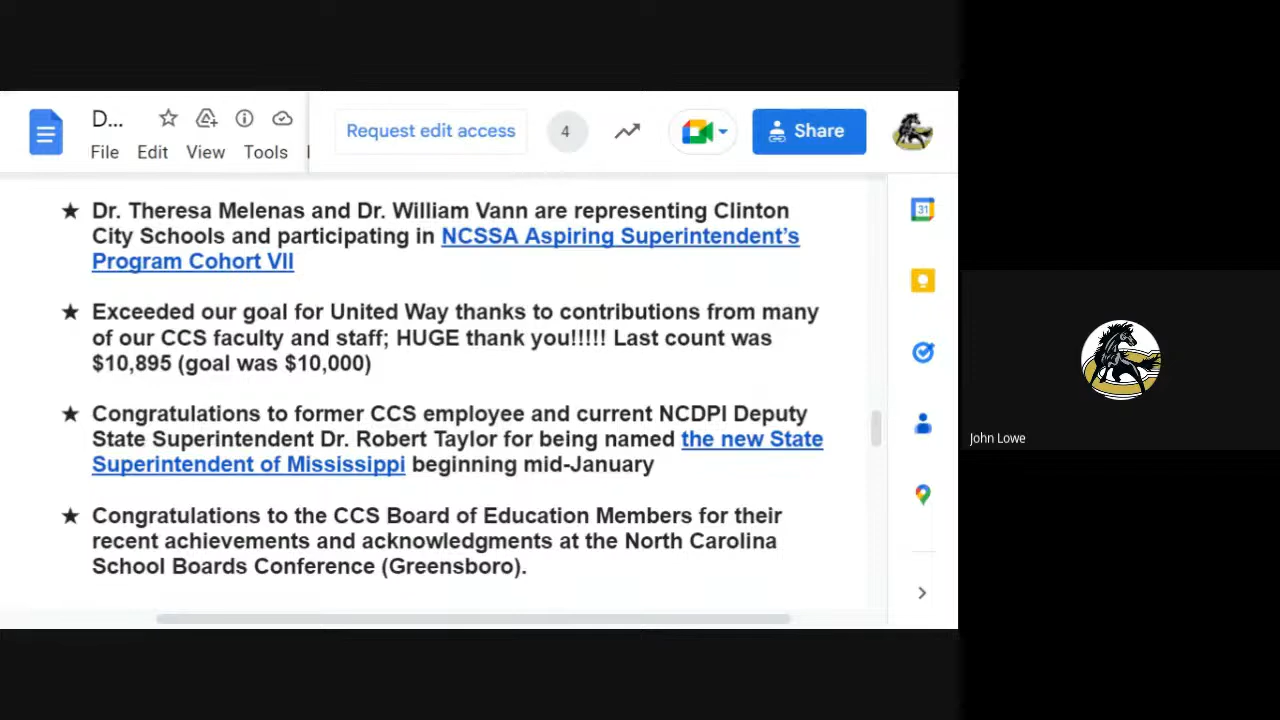 D...
File Edit View Tools
Request edit access
4
Share
★ Dr. Theresa Melenas and Dr. William Vann are representing Clinton
City Schools and participating in NCSSA Aspiring Superintendent's
Program Cohort VII
★ Exceeded our goal for United Way thanks to contributions from many
of our CCS faculty and staff; HUGE thank you!!!!! Last count was
$10,895 (goal was $10,000)
★ Congratulations to former CCS employee and current NCDPI Deputy
State Superintendent Dr. Robert Taylor for being named the new State
Superintendent of Mississippi beginning mid-January
★ Congratulations to the CCS Board of Education Members for their
recent achievements and acknowledgments at the North Carolina
School Boards Conference (Greensboro).
31
John Lowe